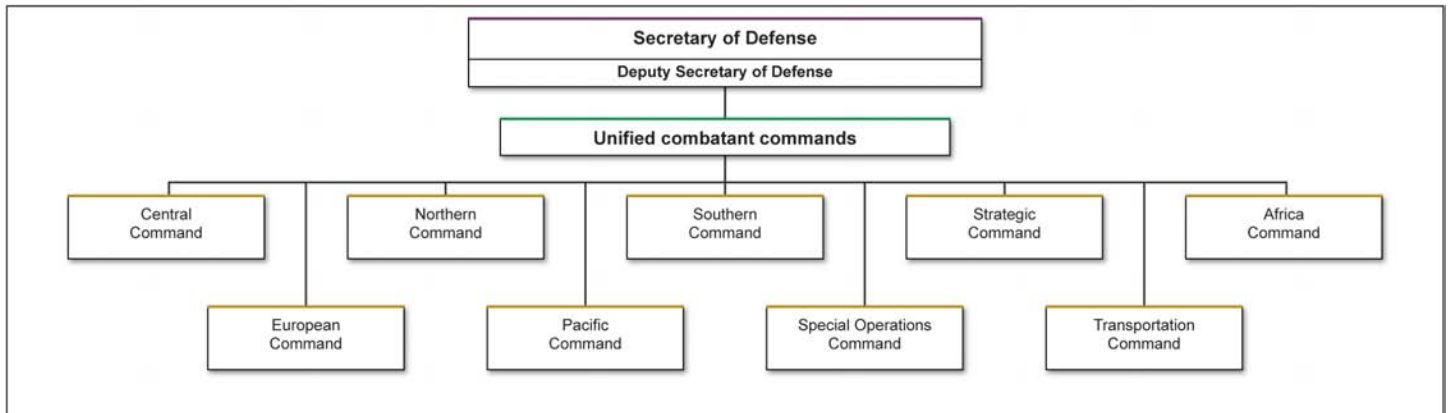 Secretary of Defense
Deputy Secretary of Defense
Unified combatant commands
Central
Command
Northern
Command
Southern
Command
Strategic
Command
Africa
Command
European
Command
Pacific
Command
Special Operations
Command
Transportation
Command